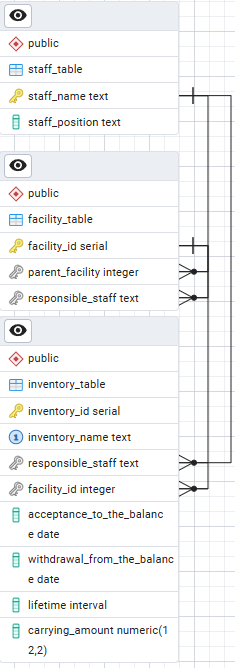 public
staff_table
staff_name text
staff_position text
public
facility_table
facility_id serial
parent_facility integer
responsible_staff text
public
inventory_table
inventory_id serial
1 inventory_name text
responsible_staff text
facility_id integer
acceptance_to_the_balanc
e date
withdrawal_from_the_balanc
e date
lifetime interval
carrying_amount numeric(1
2,2)